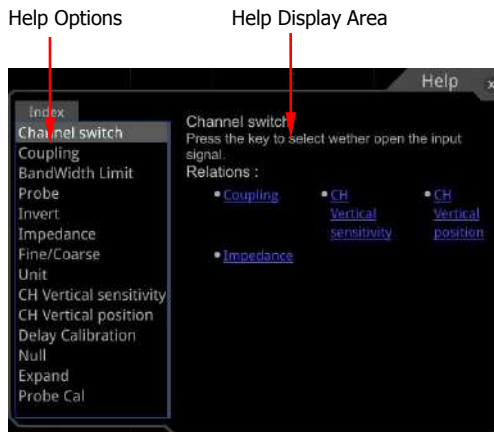 Help Options
Help Display Area
Help
x
Index
Channel switch
Coupling
BandWidth Limit
Probe
Invert
Impedance
Fine/Coarse
Unit
CH Vertical sensitivity
CH Vertical position
Delay Calibration
Null
Expand
Probe Cal
Channel switch
Press the key to select wether open the input
signal.
Relations :
• Coupling
• CH
Vertical
sensitivity
• CH
Vertical
position
• Impedance